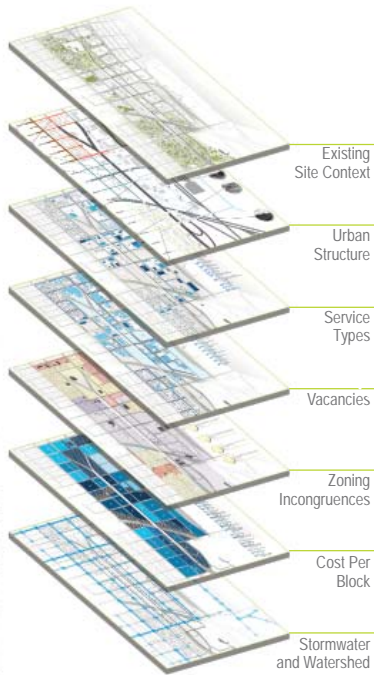 Existing
Site Context
Urban
Structure
Service
Types
Vacancies
Zoning
Incongruences
Cost Per
Block
Stormwater
and Watershed